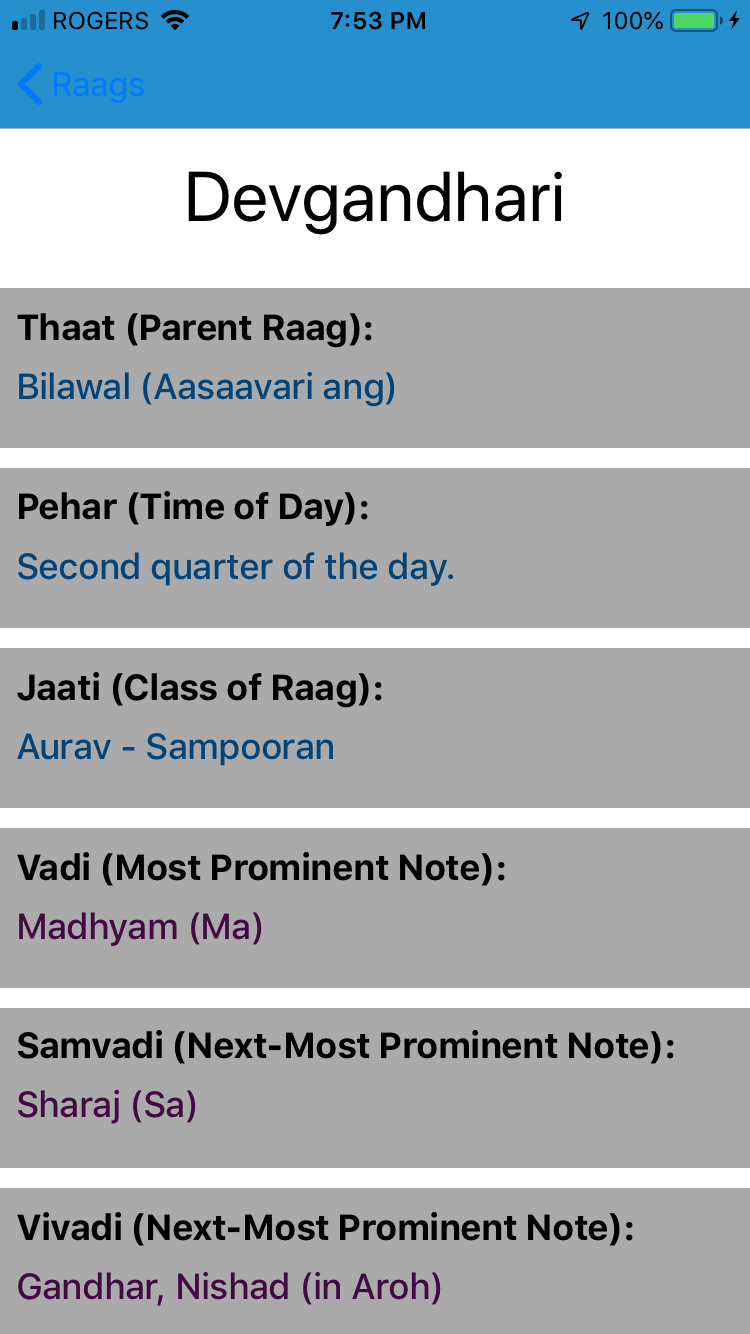 ROGERS 7:53 PM 100%
Raags
Devgandhari
Thaat (Parent Raag):
Bilawal (Aasaavari ang)
Pehar (Time of Day):
Second quarter of the day.
Jaati (Class of Raag):
Aurav - Sampooran
Vadi (Most Prominent Note):
Madhyam (Ma)
Samvadi (Next-Most Prominent Note):
Sharaj (Sa)
Vivadi (Next-Most Prominent Note):
Gandhar, Nishad (in Aroh)